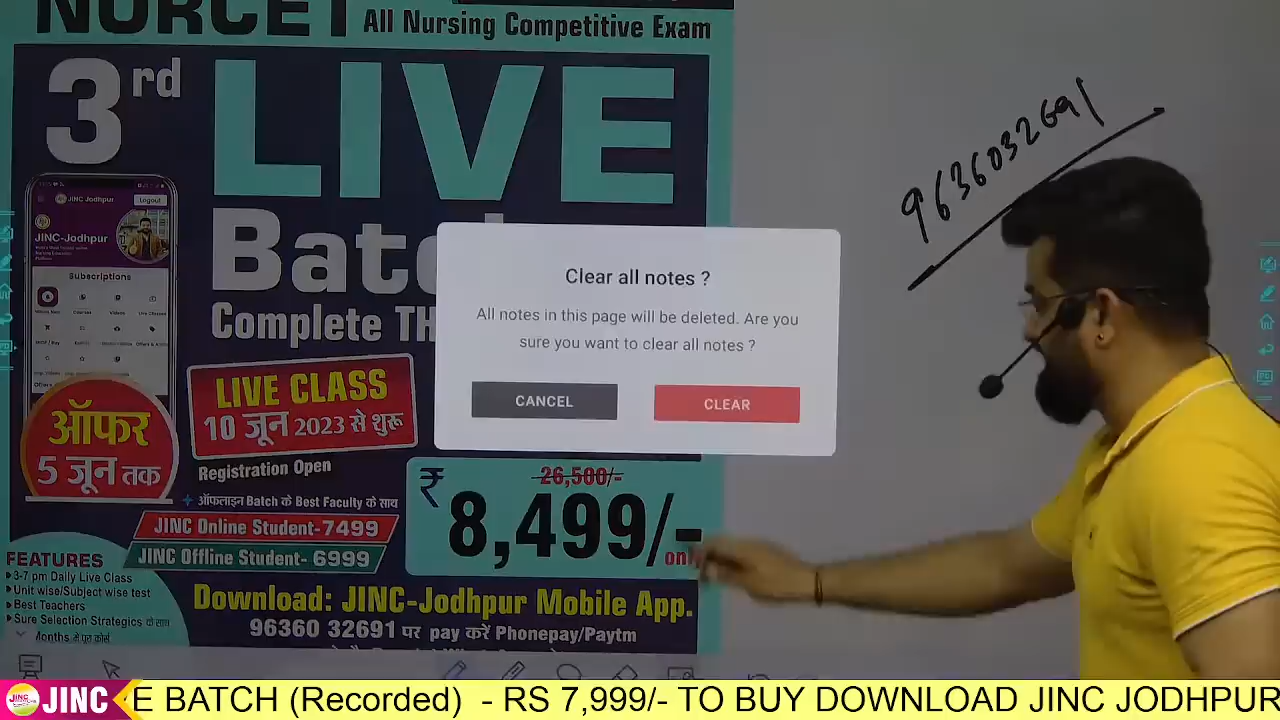 NORCET All Nursing Competitive Exam
3rd LIVE
JINC Jodhpur Logout
JINC-Jodhpur
Subscriptions
Complete
9636032691
Clear all notes ?
All notes in this page will be deleted. Are you
sure you want to clear all notes ?
CANCEL CLEAR
LIVE CLASS
10 जून 2023 से शुरू
ऑफर
5 जून तक
Registration Open
₹ 26,500/-
8,499/-
ऑफलाइन Batch के Best Faculty के साथ
JINC Online Student-7499
JINC Offline Student- 6999
FEATURES
3-7 pm Daily Live Class
Unit wise/Subject wise test
Best Teachers
Sure Selection Strategies के साथ
Download: JINC-Jodhpur Mobile App.
96360 32691 पर pay करें Phonepay/Paytm
JINC E BATCH (Recorded) - RS 7,999/- TO BUY DOWNLOAD JINC JODHPUR